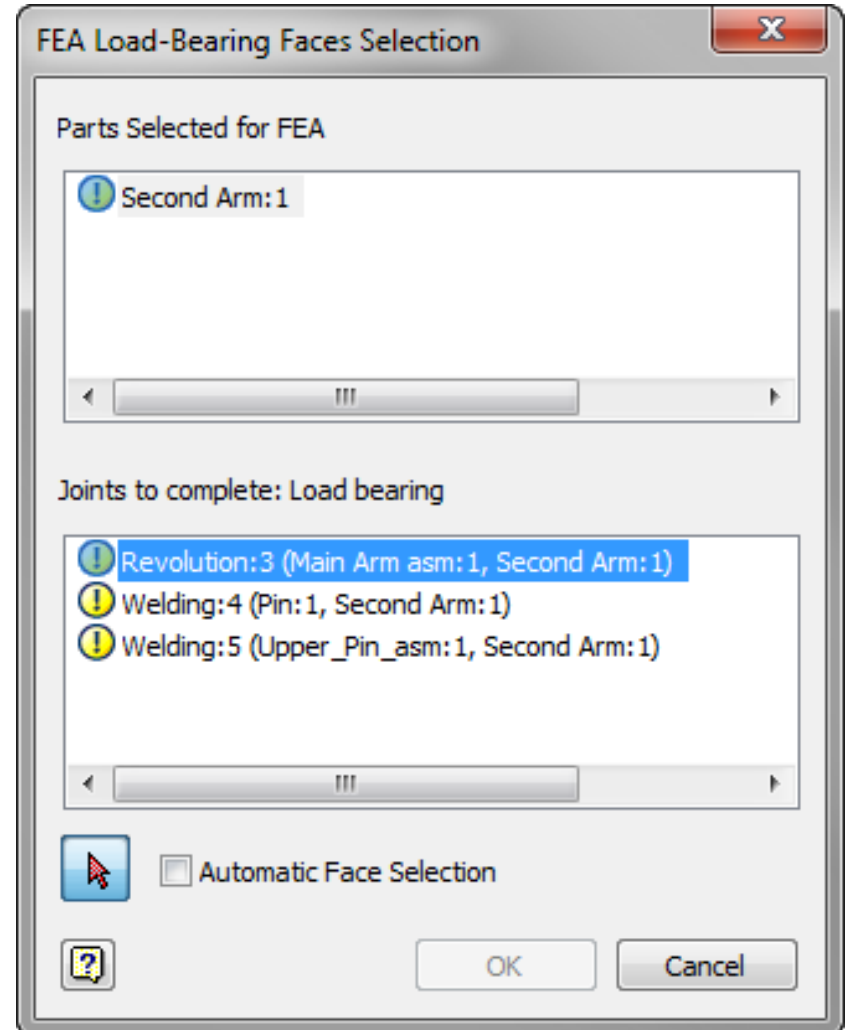 FEA Load-Bearing Faces Selection
Parts Selected for FEA
Second Arm:1
Joints to complete: Load bearing
Revolution:3 (Main Arm asm:1, Second Arm:1)
Welding:4 (Pin:1, Second Arm:1)
Welding:5 (Upper_Pin_asm:1, Second Arm:1)
Automatic Face Selection
OK
Cancel